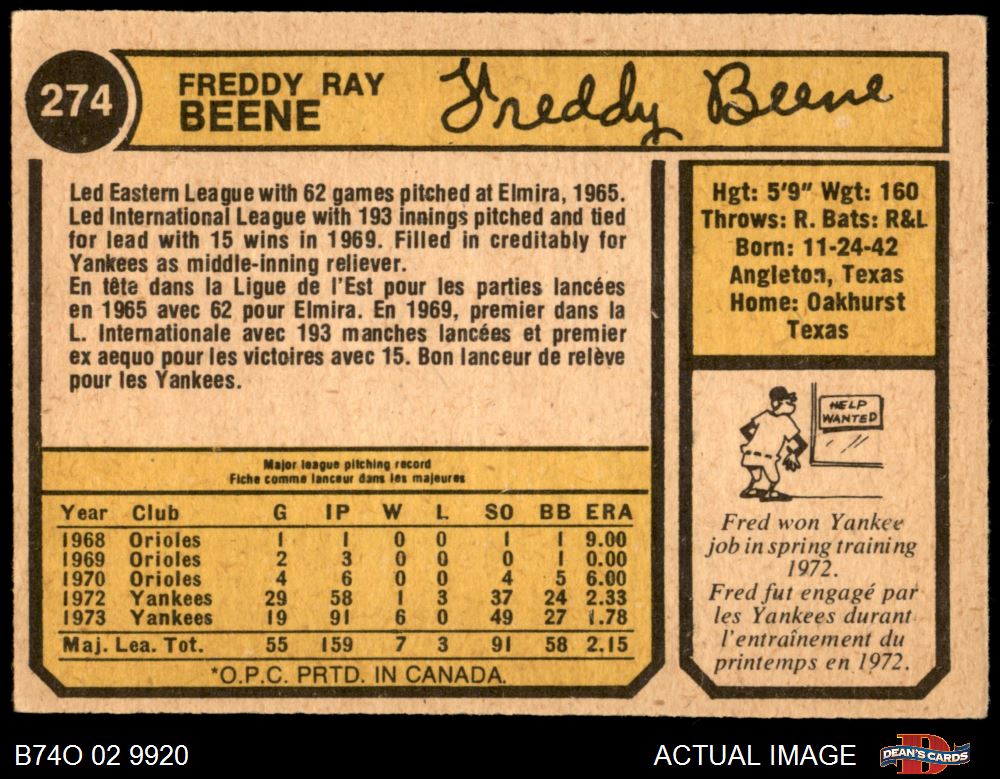 274
FREDDY RAY
BEENE
Freddy Beene
Led Eastern League with 62 games pitched at Elmira, 1965.
Led International League with 193 innings pitched and tied
for lead with 15 wins in 1969. Filled in creditably for
Yankees as middle-inning reliever.
En tête dans la Ligue de l'Est pour les parties lancées
en 1965 avec 62 pour Elmira. En 1969, premier dans la
L. Internationale avec 193 manches lancées et premier
ex aequo pour les victoires avec 15. Bon lanceur de relève
pour les Yankees.
Hgt: 5'9" Wgt: 160
Throws: R. Bats: R&L
Born: 11-24-42
Angleton, Texas
Home: Oakhurst
Texas
HELP
WANTED
Fred won Yankee
job in spring training
1972.
Fred fut engagé par
les Yankees durant
l'entraînement du
printemps en 1972.
Major league pitching record
Fiche comme lanceur dans les majeures
Year Club G IP W L SO BB ERA
1968 Orioles 1 1 0 0 1 1 9.00
1969 Orioles 2 3 0 0 0 1 0.00
1970 Orioles 4 6 0 0 4 5 6.00
1972 Yankees 29 58 1 3 37 24 2.33
1973 Yankees 19 91 6 0 49 27 1.78
Maj. Lea. Tot. 55 159 7 3 91 58 2.15
*O.P.C. PRTD. IN CANADA.
B74O 02 9920
ACTUAL IMAGE
D
DEAN'S CARDS